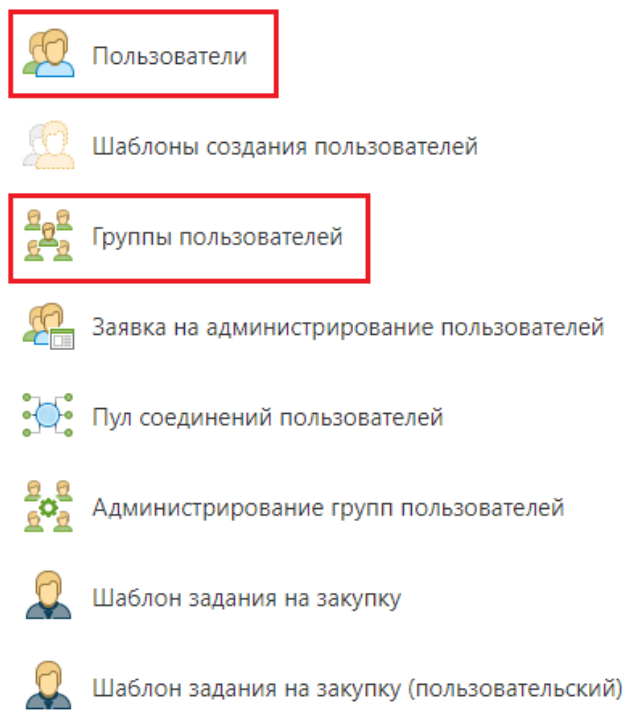 Пользователи
Шаблоны создания пользователей
Группы пользователей
Заявка на администрирование пользователей
Пул соединений пользователей
Администрирование групп пользователей
Шаблон задания на закупку
Шаблон задания на закупку (пользовательский)